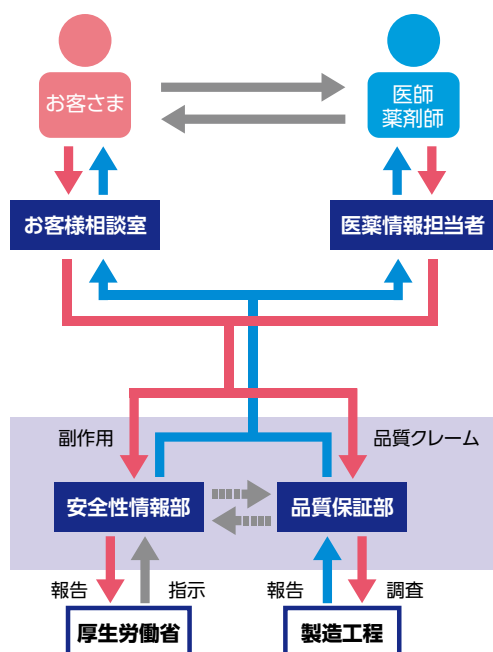 お客さま
医師
薬剤師
お客様相談室
医薬情報担当者
副作用
品質クレーム
安全性情報部
品質保証部
報告
指示
報告
調査
厚生労働省
製造工程